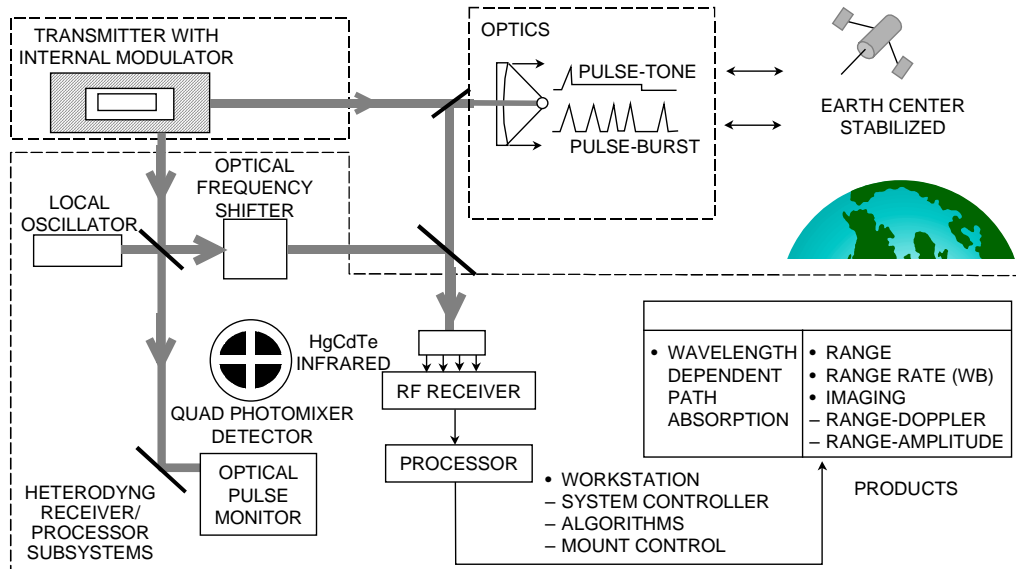 TRANSMITTER WITH
INTERNAL MODULATOR
OPTICS
PULSE-TONE
PULSE-BURST
EARTH CENTER
STABILIZED
OPTICAL
FREQUENCY
SHIFTER
LOCAL
OSCILLATOR
HgCdTe
INFRARED
QUAD PHOTOMIXER
DETECTOR
RF RECEIVER
PROCESSOR
OPTICAL
PULSE
MONITOR
HETERODYNG
RECEIVER/
PROCESSOR
SUBSYSTEMS
• WORKSTATION
– SYSTEM CONTROLLER
– ALGORITHMS
– MOUNT CONTROL
• WAVELENGTH
DEPENDENT
PATH
ABSORPTION
• RANGE
• RANGE RATE (WB)
• IMAGING
– RANGE-DOPPLER
– RANGE-AMPLITUDE
PRODUCTS